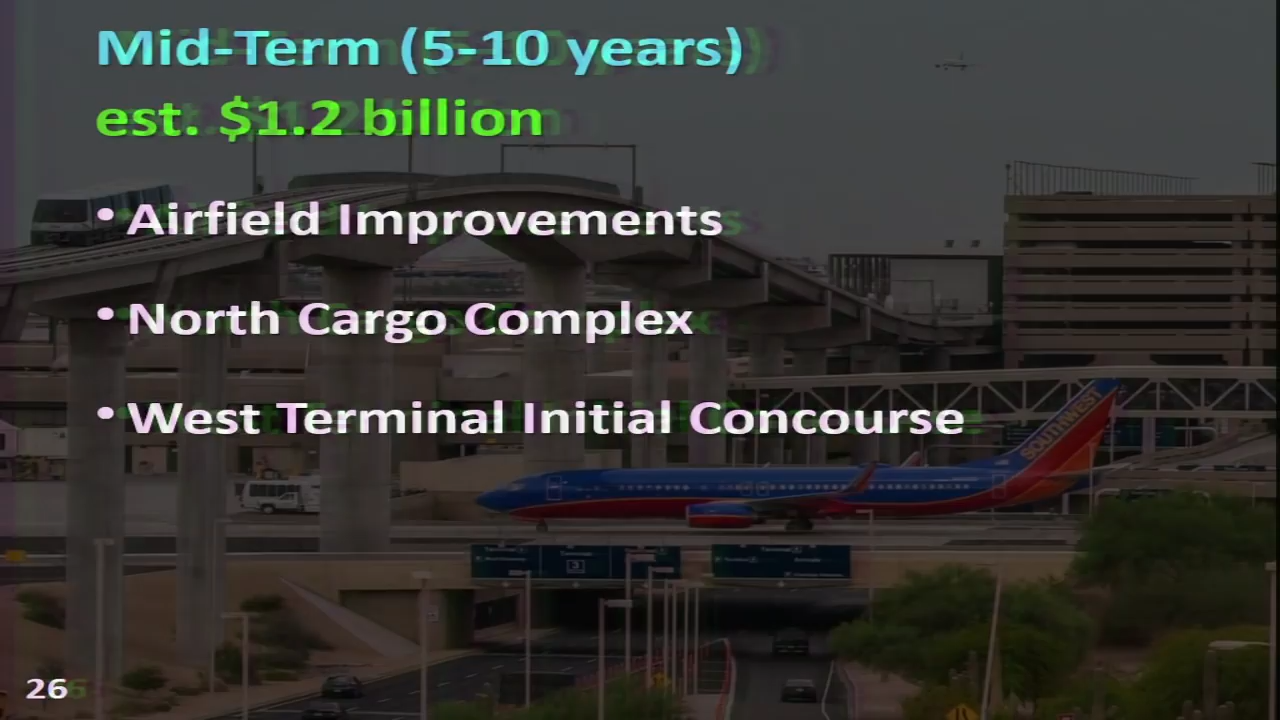 Mid-Term (5-10 years)
est. $1.2 billion
• Airfield Improvements
• North Cargo Complex
• West Terminal Initial Concourse
SOUTHWEST
3
26